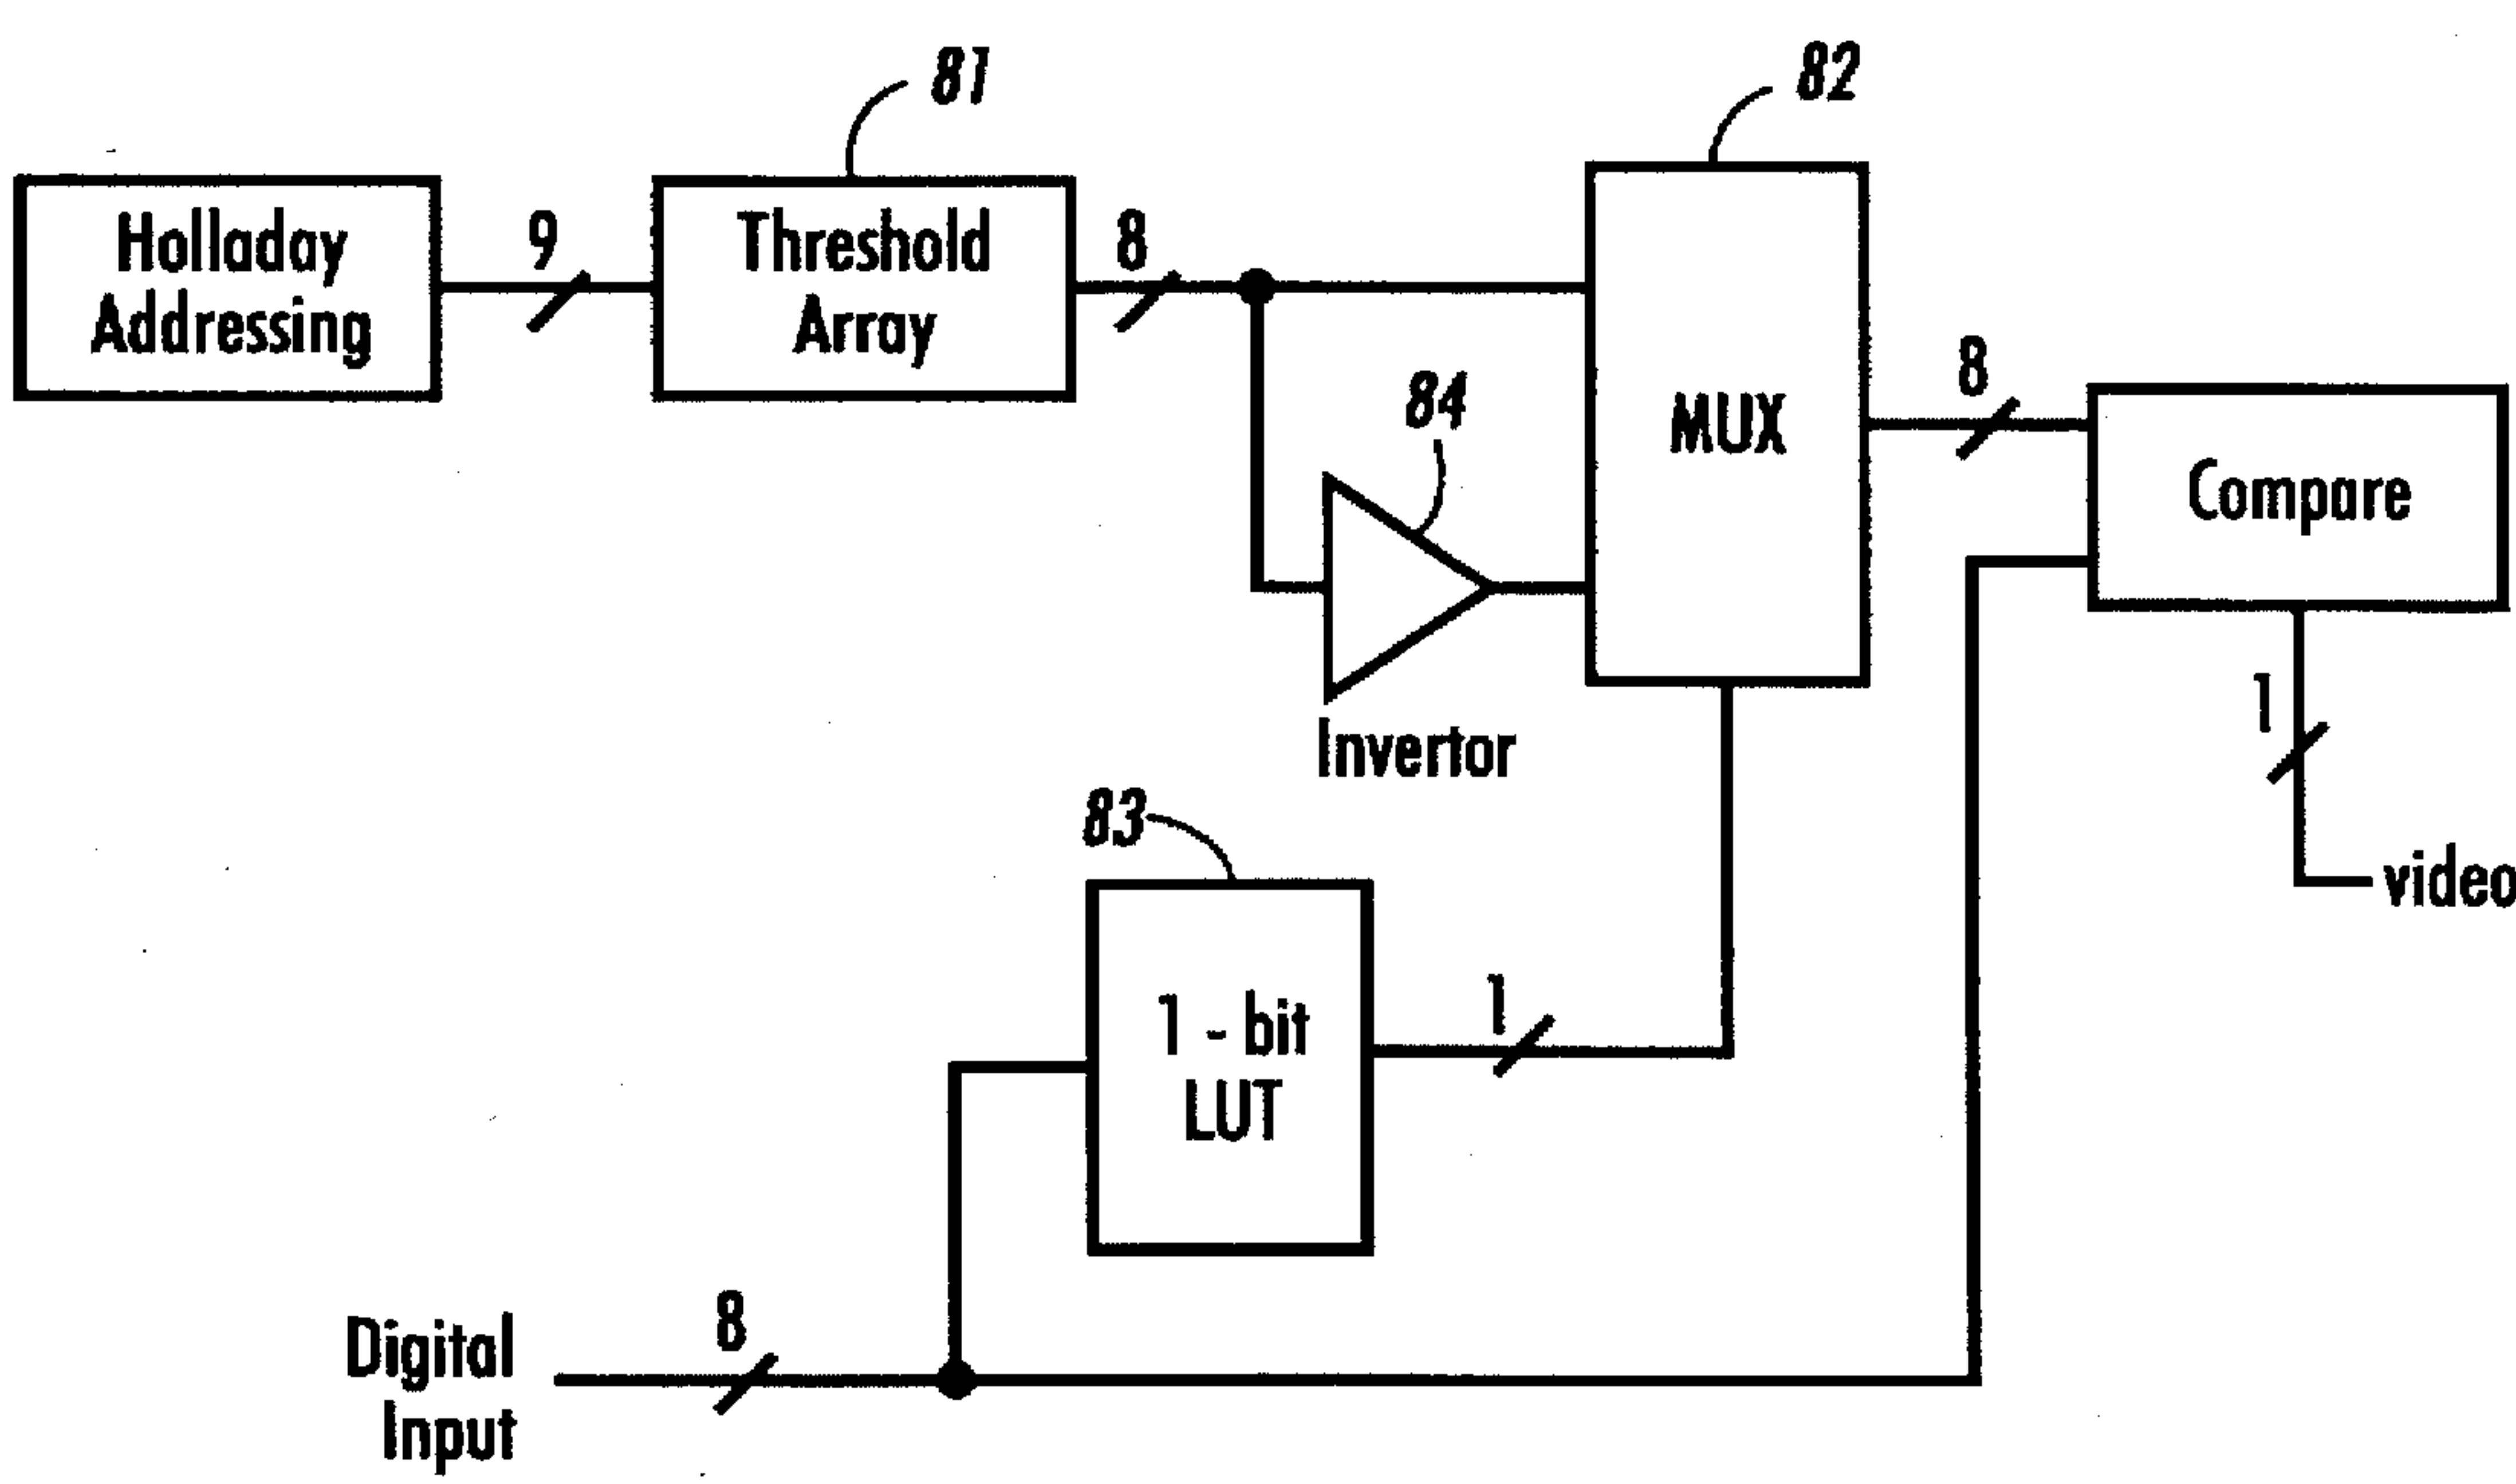 81
82
Holladay
Addressing
9
Threshold
Array
8
84
MUX
8
Compare
Invertor
1
83
video
1 - bit
LUT
1
8
Digital
Input